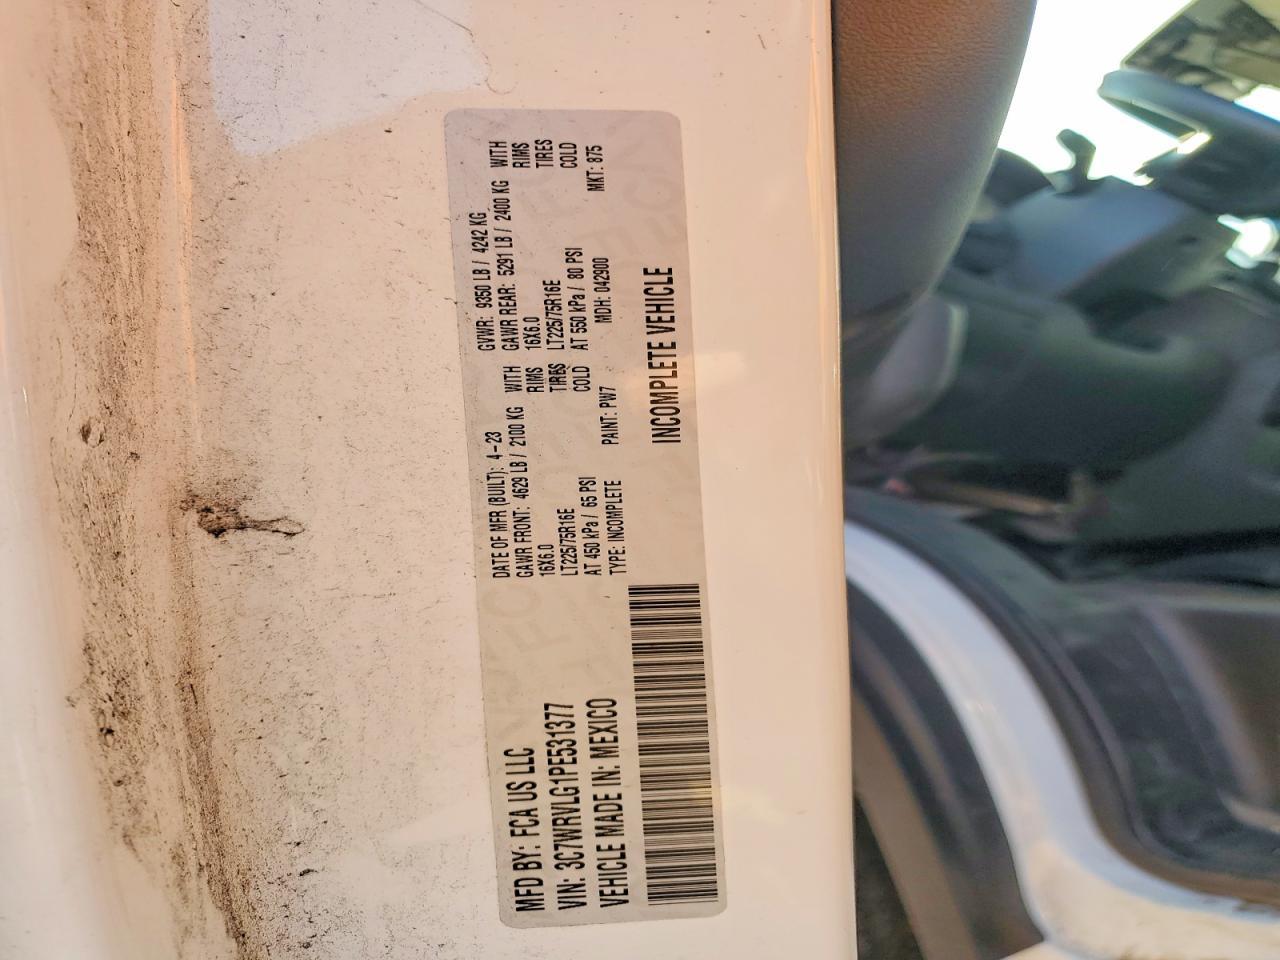 MFD BY: FCA US LLC
VIN: 3C7WRVLG1PE531377
VEHICLE MADE IN: MEXICO
DATE OF MFR (BUILT): 4-23
GAWR FRONT: 4629 LB / 2100 KG WITH
16X6.0 RIMS
LT225/75R16E TIRES
AT 450 kPa / 65 PSI COLD
TYPE: INCOMPLETE PAINT: PW7
GVWR: 9350 LB / 4242 KG
GAWR REAR: 5291 LB / 2400 KG WITH
16X6.0 RIMS
LT225/75R16E TIRES
AT 550 kPa / 80 PSI COLD
MDH: 042900 MKT: 875
INCOMPLETE VEHICLE